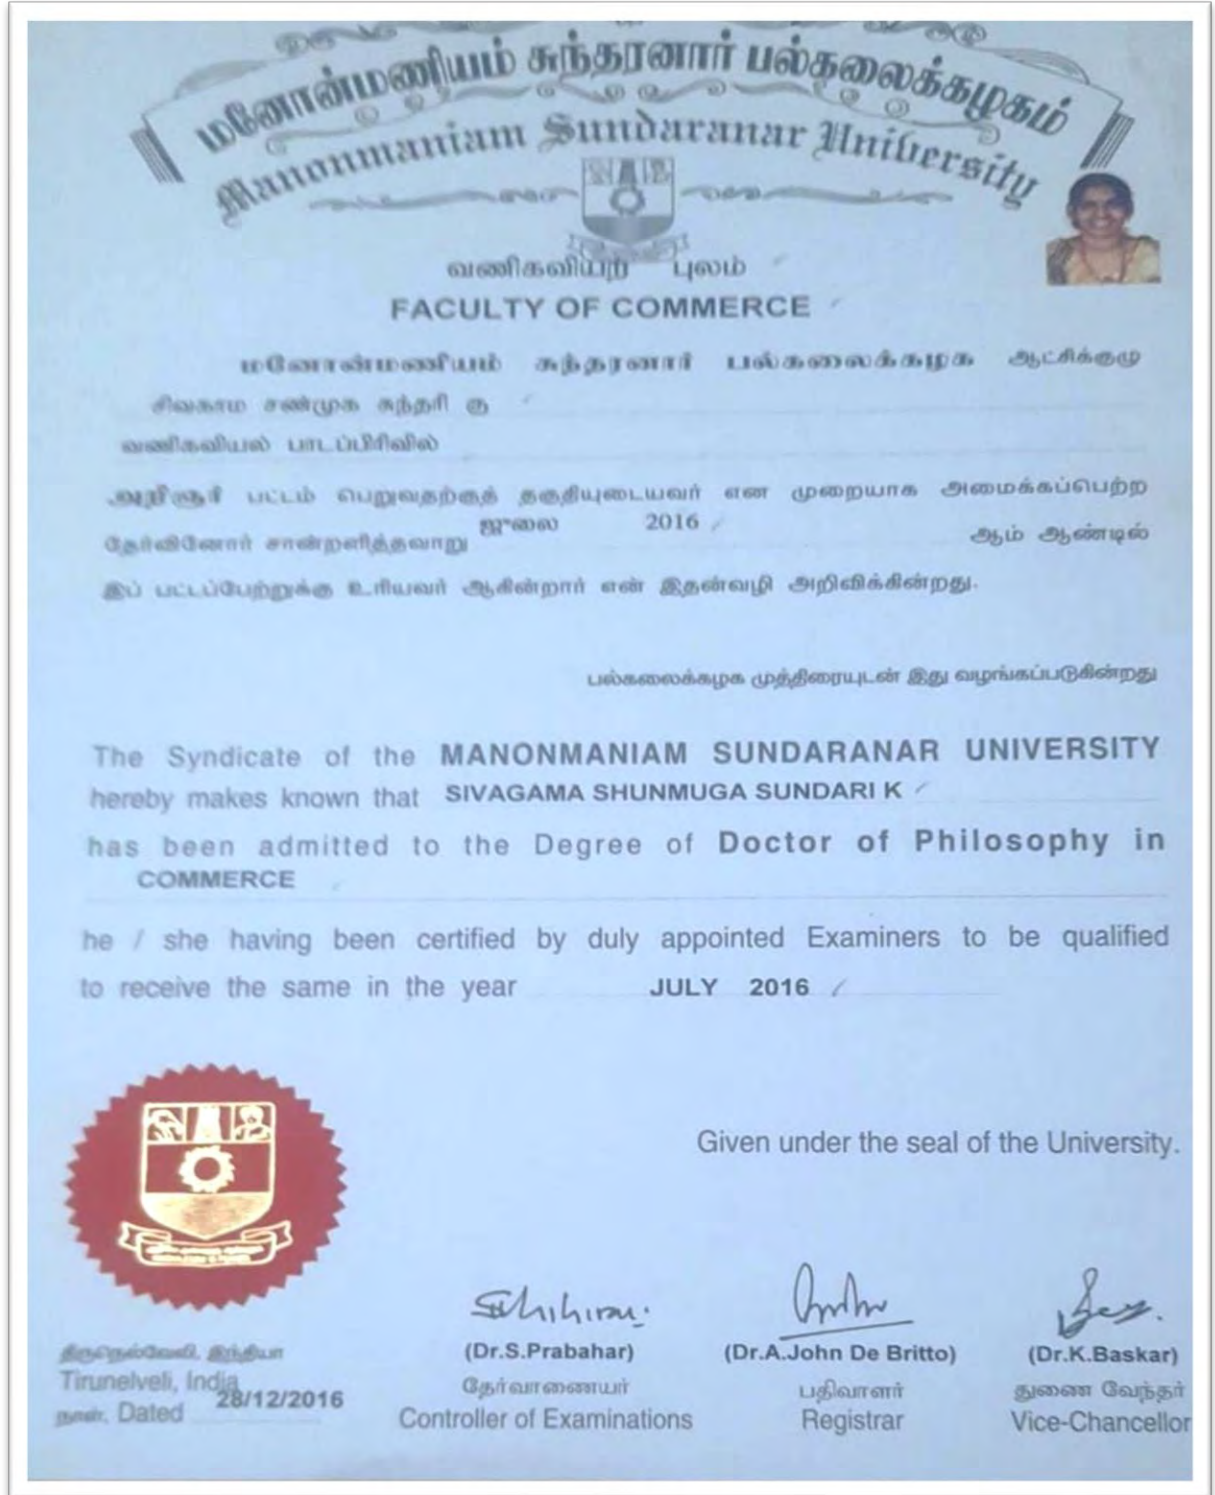 மனோன்மணியம் சுந்தரனார் பல்கலைக்கழகம்
Manonmaniam Sundaranar University
வணிகவியற் புலம்
FACULTY OF COMMERCE
மனோன்மணியம் சுந்தரனார் பல்கலைக்கழக ஆட்சிக்குழு
சிவகாம சண்முக சுந்தரி கு
வணிகவியல் பாடப்பிரிவில்
அறிஞர் பட்டம் பெறுவதற்குத் தகுதியுடையவர் என முறையாக அமைக்கப்பெற்ற
தேர்வினோர் சான்றளித்தவாறு ஜுலை 2016 ஆம் ஆண்டில்
இப் பட்டப்பேற்றுக்கு உரியவர் ஆகின்றார் என் இதன்வழி அறிவிக்கின்றது.
பல்கலைக்கழக முத்திரையுடன் இது வழங்கப்படுகின்றது
The Syndicate of the MANONMANIAM SUNDARANAR UNIVERSITY
hereby makes known that SIVAGAMA SHUNMUGA SUNDARI K
has been admitted to the Degree of Doctor of Philosophy in
COMMERCE
he / she having been certified by duly appointed Examiners to be qualified
to receive the same in the year JULY 2016
Given under the seal of the University.
(Dr.S.Prabahar) (Dr.A.John De Britto) (Dr.K.Baskar)
தேர்வாணையர் பதிவாளர் துணை வேந்தர்
Controller of Examinations Registrar Vice-Chancellor
திருநெல்வேலி, இந்தியா
Tirunelveli, India
நாள், Dated 28/12/2016